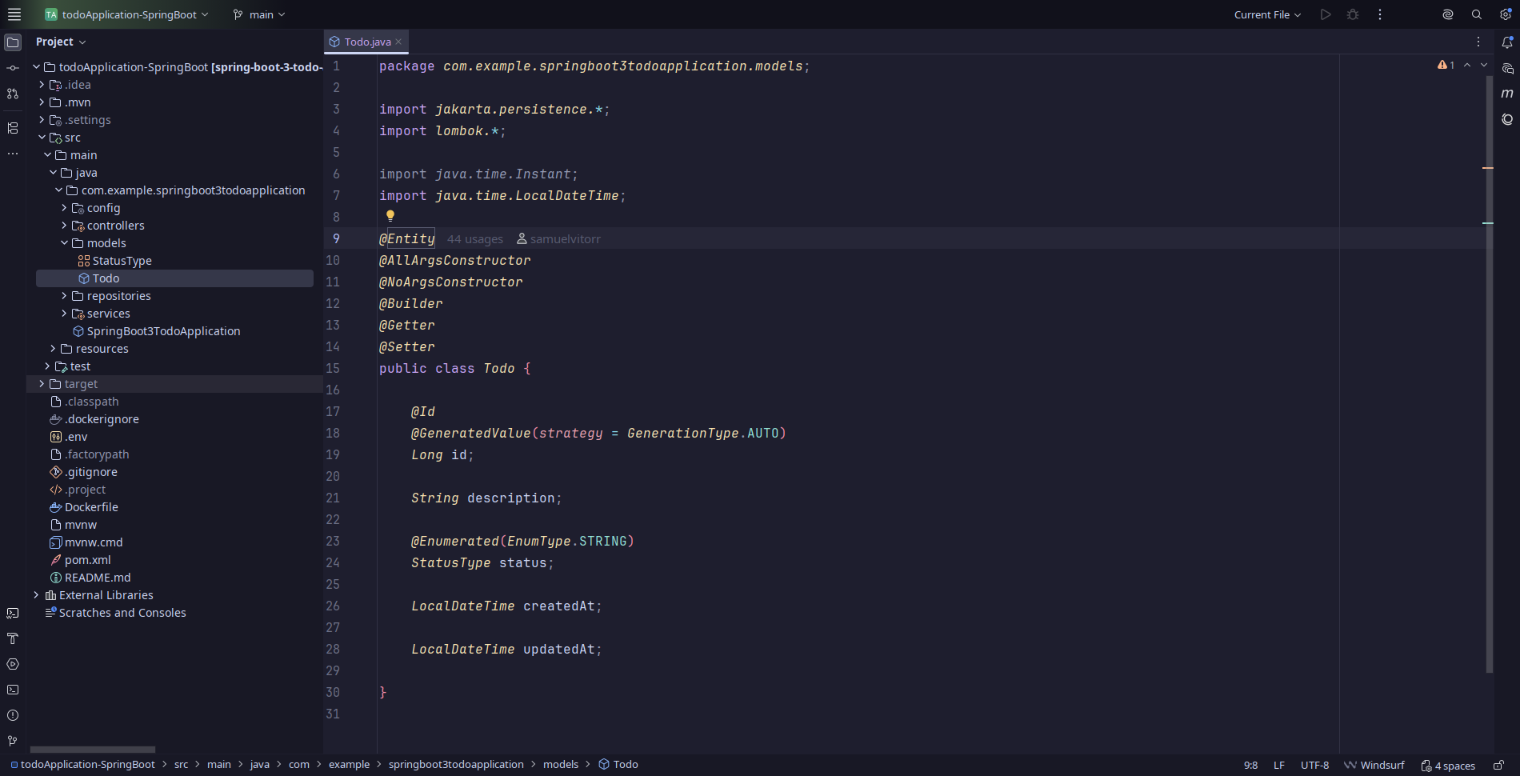 TA todoApplication-SpringBoot main Current File
Project
Todo.java
todoApplication-SpringBoot [spring-boot-3-todo-
.idea
.mvn
.settings
src
main
java
com.example.springboot3todoapplication
config
controllers
models
StatusType
Todo
repositories
services
SpringBoot3TodoApplication
resources
test
target
.classpath
.dockerignore
.env
.factorypath
.gitignore
.project
Dockerfile
mvnw
mvnw.cmd
pom.xml
README.md
External Libraries
Scratches and Consoles
1 package com.example.springboot3todoapplication.models;
2
3 import jakarta.persistence.*;
4 import lombok.*;
5
6 import java.time.Instant;
7 import java.time.LocalDateTime;
8
9 @Entity 44 usages samuelvitorr
10 @AllArgsConstructor
11 @NoArgsConstructor
12 @Builder
13 @Getter
14 @Setter
15 public class Todo {
16
17 @Id
18 @GeneratedValue(strategy = GenerationType.AUTO)
19 Long id;
20
21 String description;
22
23 @Enumerated(EnumType.STRING)
24 StatusType status;
25
26 LocalDateTime createdAt;
27
28 LocalDateTime updatedAt;
29
30 }
31
1
m
todoApplication-SpringBoot > src > main > java > com > example > springboot3todoapplication > models > Todo
9:8 LF UTF-8 Windsurf 4 spaces